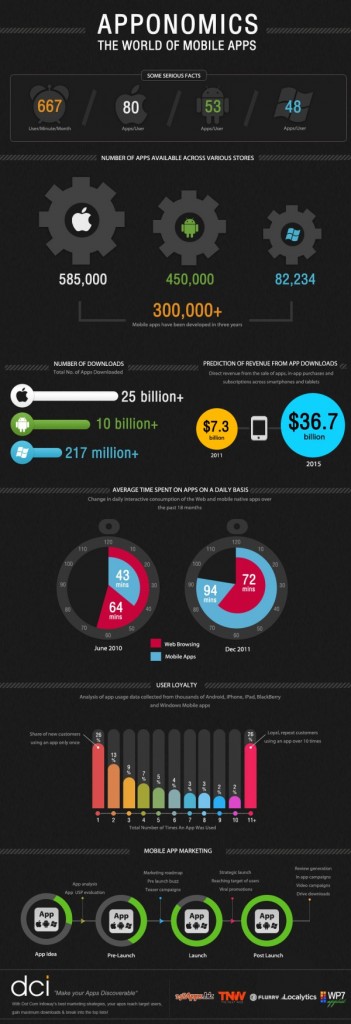 APPONOMICS
THE WORLD OF MOBILE APPS
SOME SERIOUS FACTS
667
User/Minute/Month
80
Apps/User
53
Apps/User
48
Apps/User
NUMBER OF APPS AVAILABLE ACROSS VARIOUS STORES
585,000
450,000
82,234
300,000+
Mobile apps have been developed in three years
NUMBER OF DOWNLOADS
Total No. of Apps Downloaded
25 billion+
10 billion+
217 million+
PREDICTION OF REVENUE FROM APP DOWNLOADS
Direct revenue from the sale of apps, in-app purchases and
subscriptions across smartphones and tablets
$7.3
billion
2011
$36.7
billion
2015
AVERAGE TIME SPENT ON APPS ON A DAILY BASIS
Change in daily interactive consumption of the Web and mobile native apps over
the past 18 months
43
mins
64
mins
June 2010
72
mins
94
mins
Dec 2011
Web Browsing
Mobile Apps
USER LOYALTY
Analysis of app usage data collected from thousands of Android, iPhone, iPad, BlackBerry
and Windows Mobile apps
Share of new customers
using an app only once
Loyal, repeat customers
using an app over 10 times
26 %
13 %
9 %
7 %
5 %
4 %
3 %
3 %
2 %
2 %
26 %
1 2 3 4 5 6 7 8 9 10 11+
Total Number of Times An App Was Used
MOBILE APP MARKETING
App analysis
App USP evaluation
Marketing roadmap
Pre launch buzz
Teaser campaigns
Strategic launch
Reaching target users
Viral promotions
Review generation
in app campaigns
Video campaigns
Drive downloads
App
App Idea
App
Pre-Launch
App
Launch
App
Post Launch
dci
"Make your Apps Discoverable"
With Dot Com Infoway's best marketing strategies, your apps reach target users,
gain maximum downloads & break into the top lists!
TNW
FLURRY
Localytics
WP7